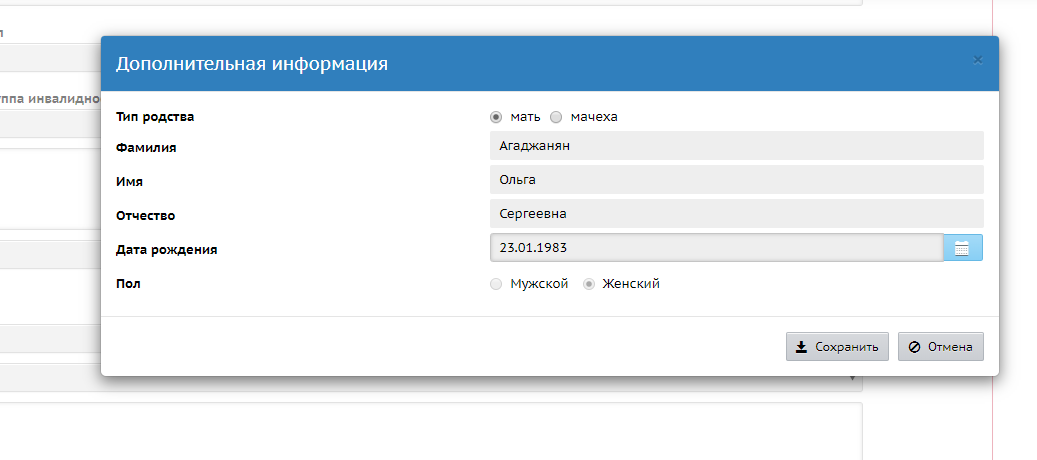 Дополнительная информация ×
Тип родства мать мачеха
Фамилия Агаджанян
Имя Ольга
Отчество Сергеевна
Дата рождения 23.01.1983
Пол Мужской Женский
Сохранить Отмена